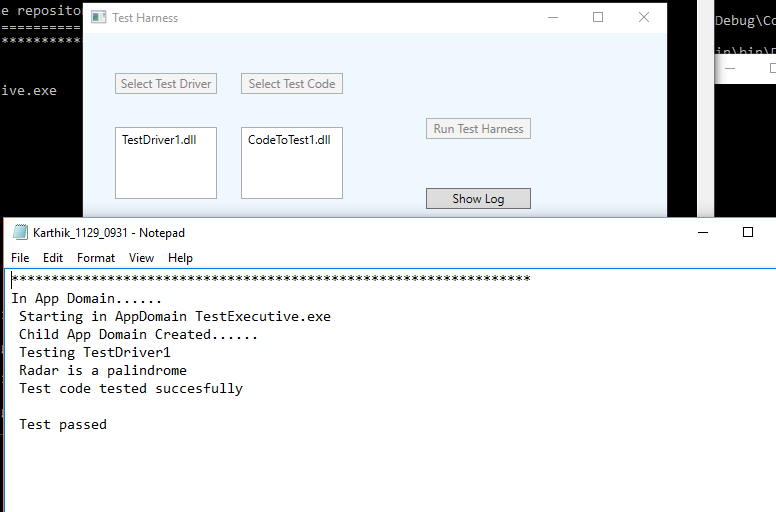 e reposito
===========
***********
ive.exe
Test Harness
Select Test Driver
Select Test Code
TestDriver1.dll
CodeToTest1.dll
Run Test Harness
Show Log
Debug\Co
in\bin\D
Karthik_1129_0931 - Notepad
File Edit Format View Help
*****************************************************************
In App Domain......
Starting in AppDomain TestExecutive.exe
Child App Domain Created......
Testing TestDriver1
Radar is a palindrome
Test code tested succesfully
Test passed